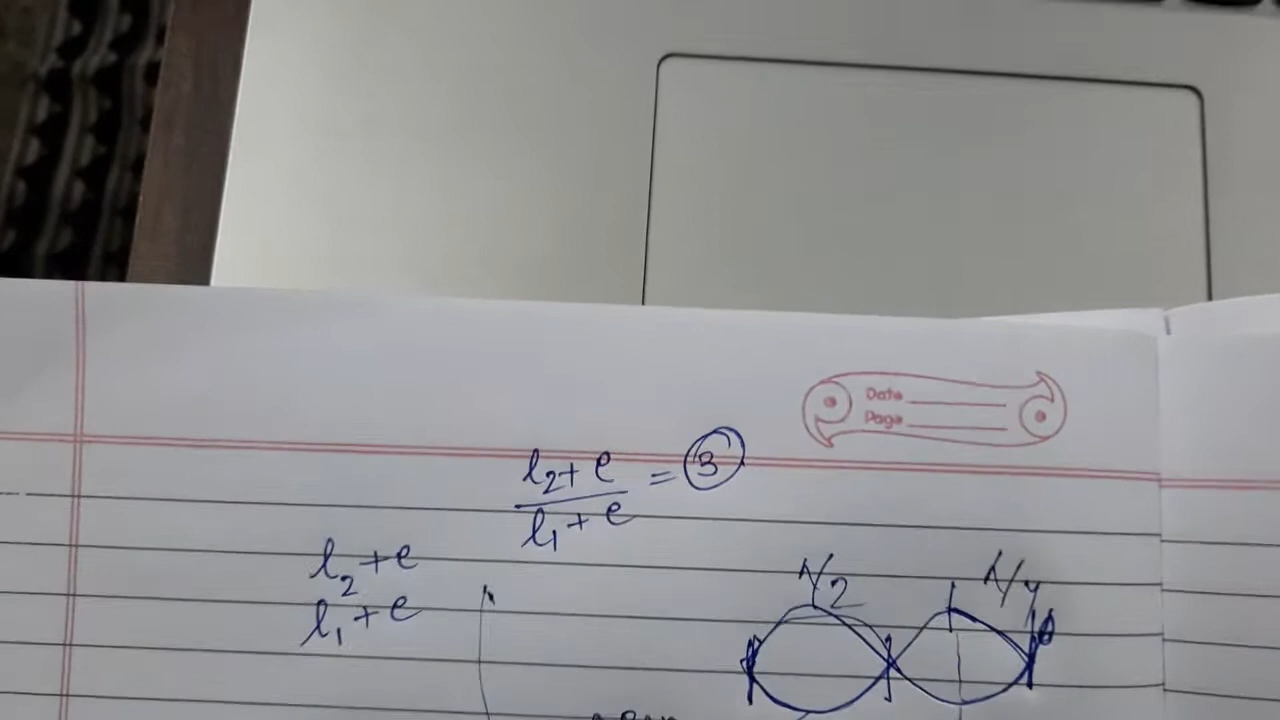 Date
Page
l₂+e / l₁+e = 3
l₂+e
l₁+e
λ/2 λ/4